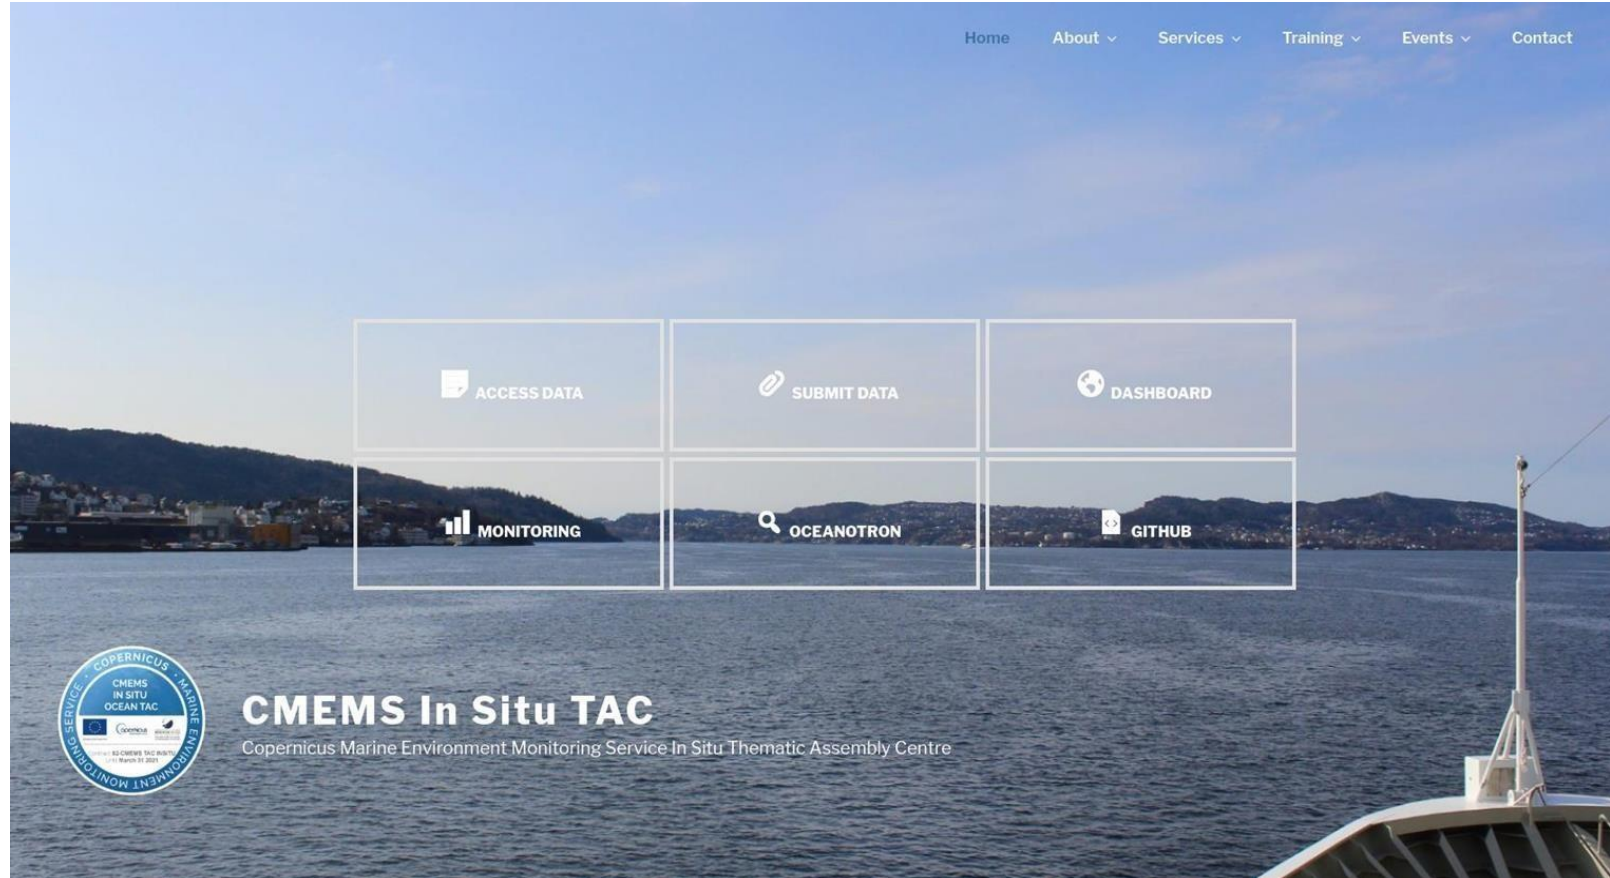 Home About Services Training Events Contact
ACCESS DATA SUBMIT DATA DASHBOARD
MONITORING OCEANOTRON GITHUB
COPERNICUS · MARINE ENVIRONMENT MONITORING SERVICE ·
CMEMS
IN SITU
OCEAN TAC
CMEMS In Situ TAC
Copernicus Marine Environment Monitoring Service In Situ Thematic Assembly Centre